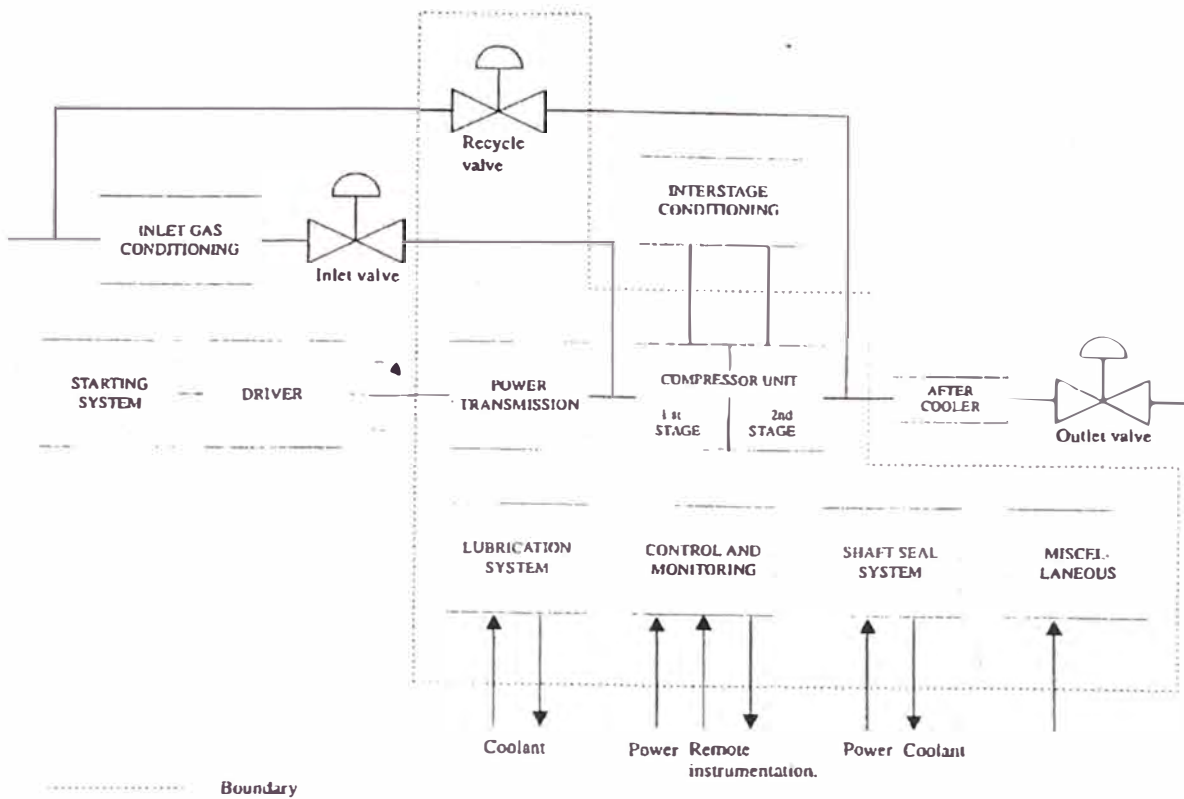 Recycle
valve
INTERSTAGE
CONDITIONING
INLET GAS
CONDITIONING
Inlet valve
STARTING
SYSTEM
DRIVER
POWER
TRANSMISSION
COMPRESSOR UNIT
1 st
STAGE
2nd
STAGE
AFTER
COOLER
Outlet valve
LUBRICATION
SYSTEM
CONTROL AND
MONITORING
SHAFT SEAL
SYSTEM
MISCEL-
LANEOUS
Coolant
Power
Remote
instrumentation.
Power
Coolant
Boundary